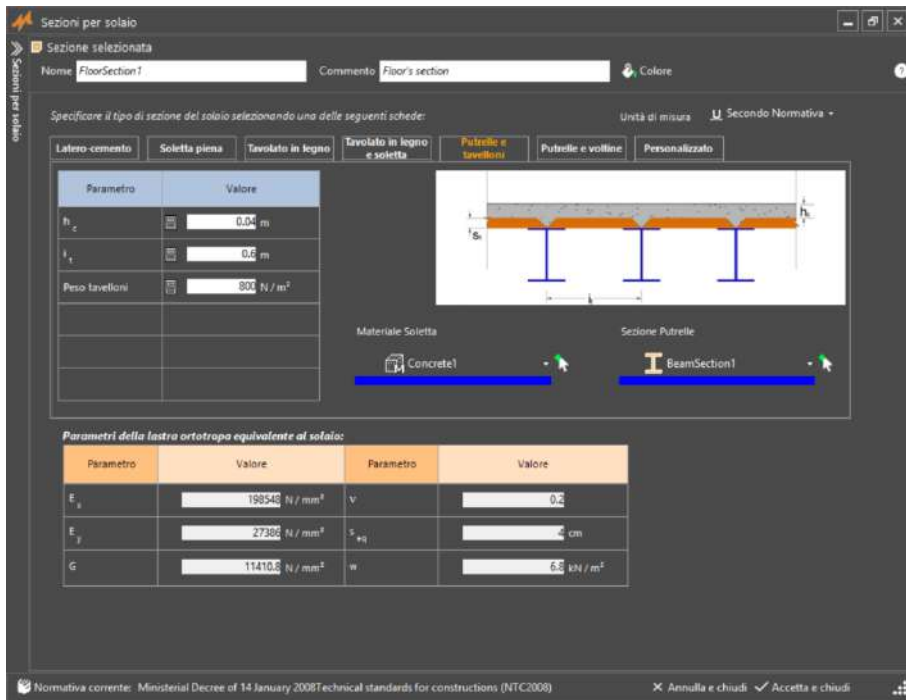 Sezioni per solaio
Sezioni per solaio
Sezione selezionata
Nome FloorSection1 Commento Floor's section Colore ?
Specificare il tipo di sezione del solaio selezionando una delle seguenti schede: Unità di misura U Secondo Normativa
Latero-cemento Soletta piena Tavolato in legno Tavolato in legno e soletta Putrelle e tavelloni Putrelle e voltine Personalizzato
Parametro Valore
h c 0.04 m
i t 0.6 m
Peso tavelloni 800 N / m²
hc
Materiale Soletta Sezione Putrelle
Concrete1 BeamSection1
Parametri della lastra ortotropa equivalente al solaio:
Parametro Valore Parametro Valore
E x 198548 N / mm² ν 0.2
E y 27386 N / mm² s eq 4 cm
G 11410.8 N / mm² w 6.8 kN / m²
Normativa corrente: Ministerial Decree of 14 January 2008Technical standards for constructions (NTC2008) Annulla e chiudi Accetta e chiudi